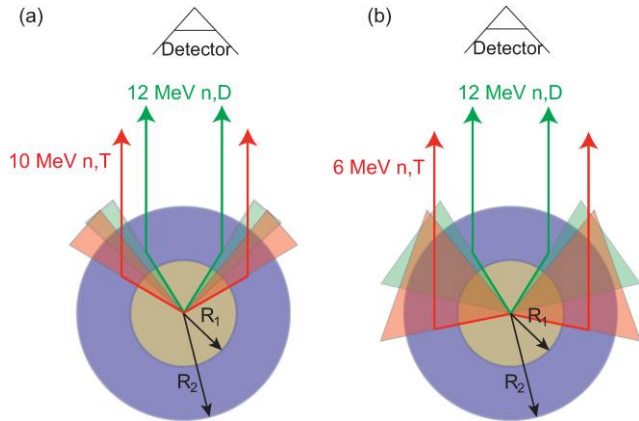 (a)
Detector
12 MeV n,D
10 MeV n,T
R1
R2
(b)
Detector
12 MeV n,D
6 MeV n,T
R1
R2